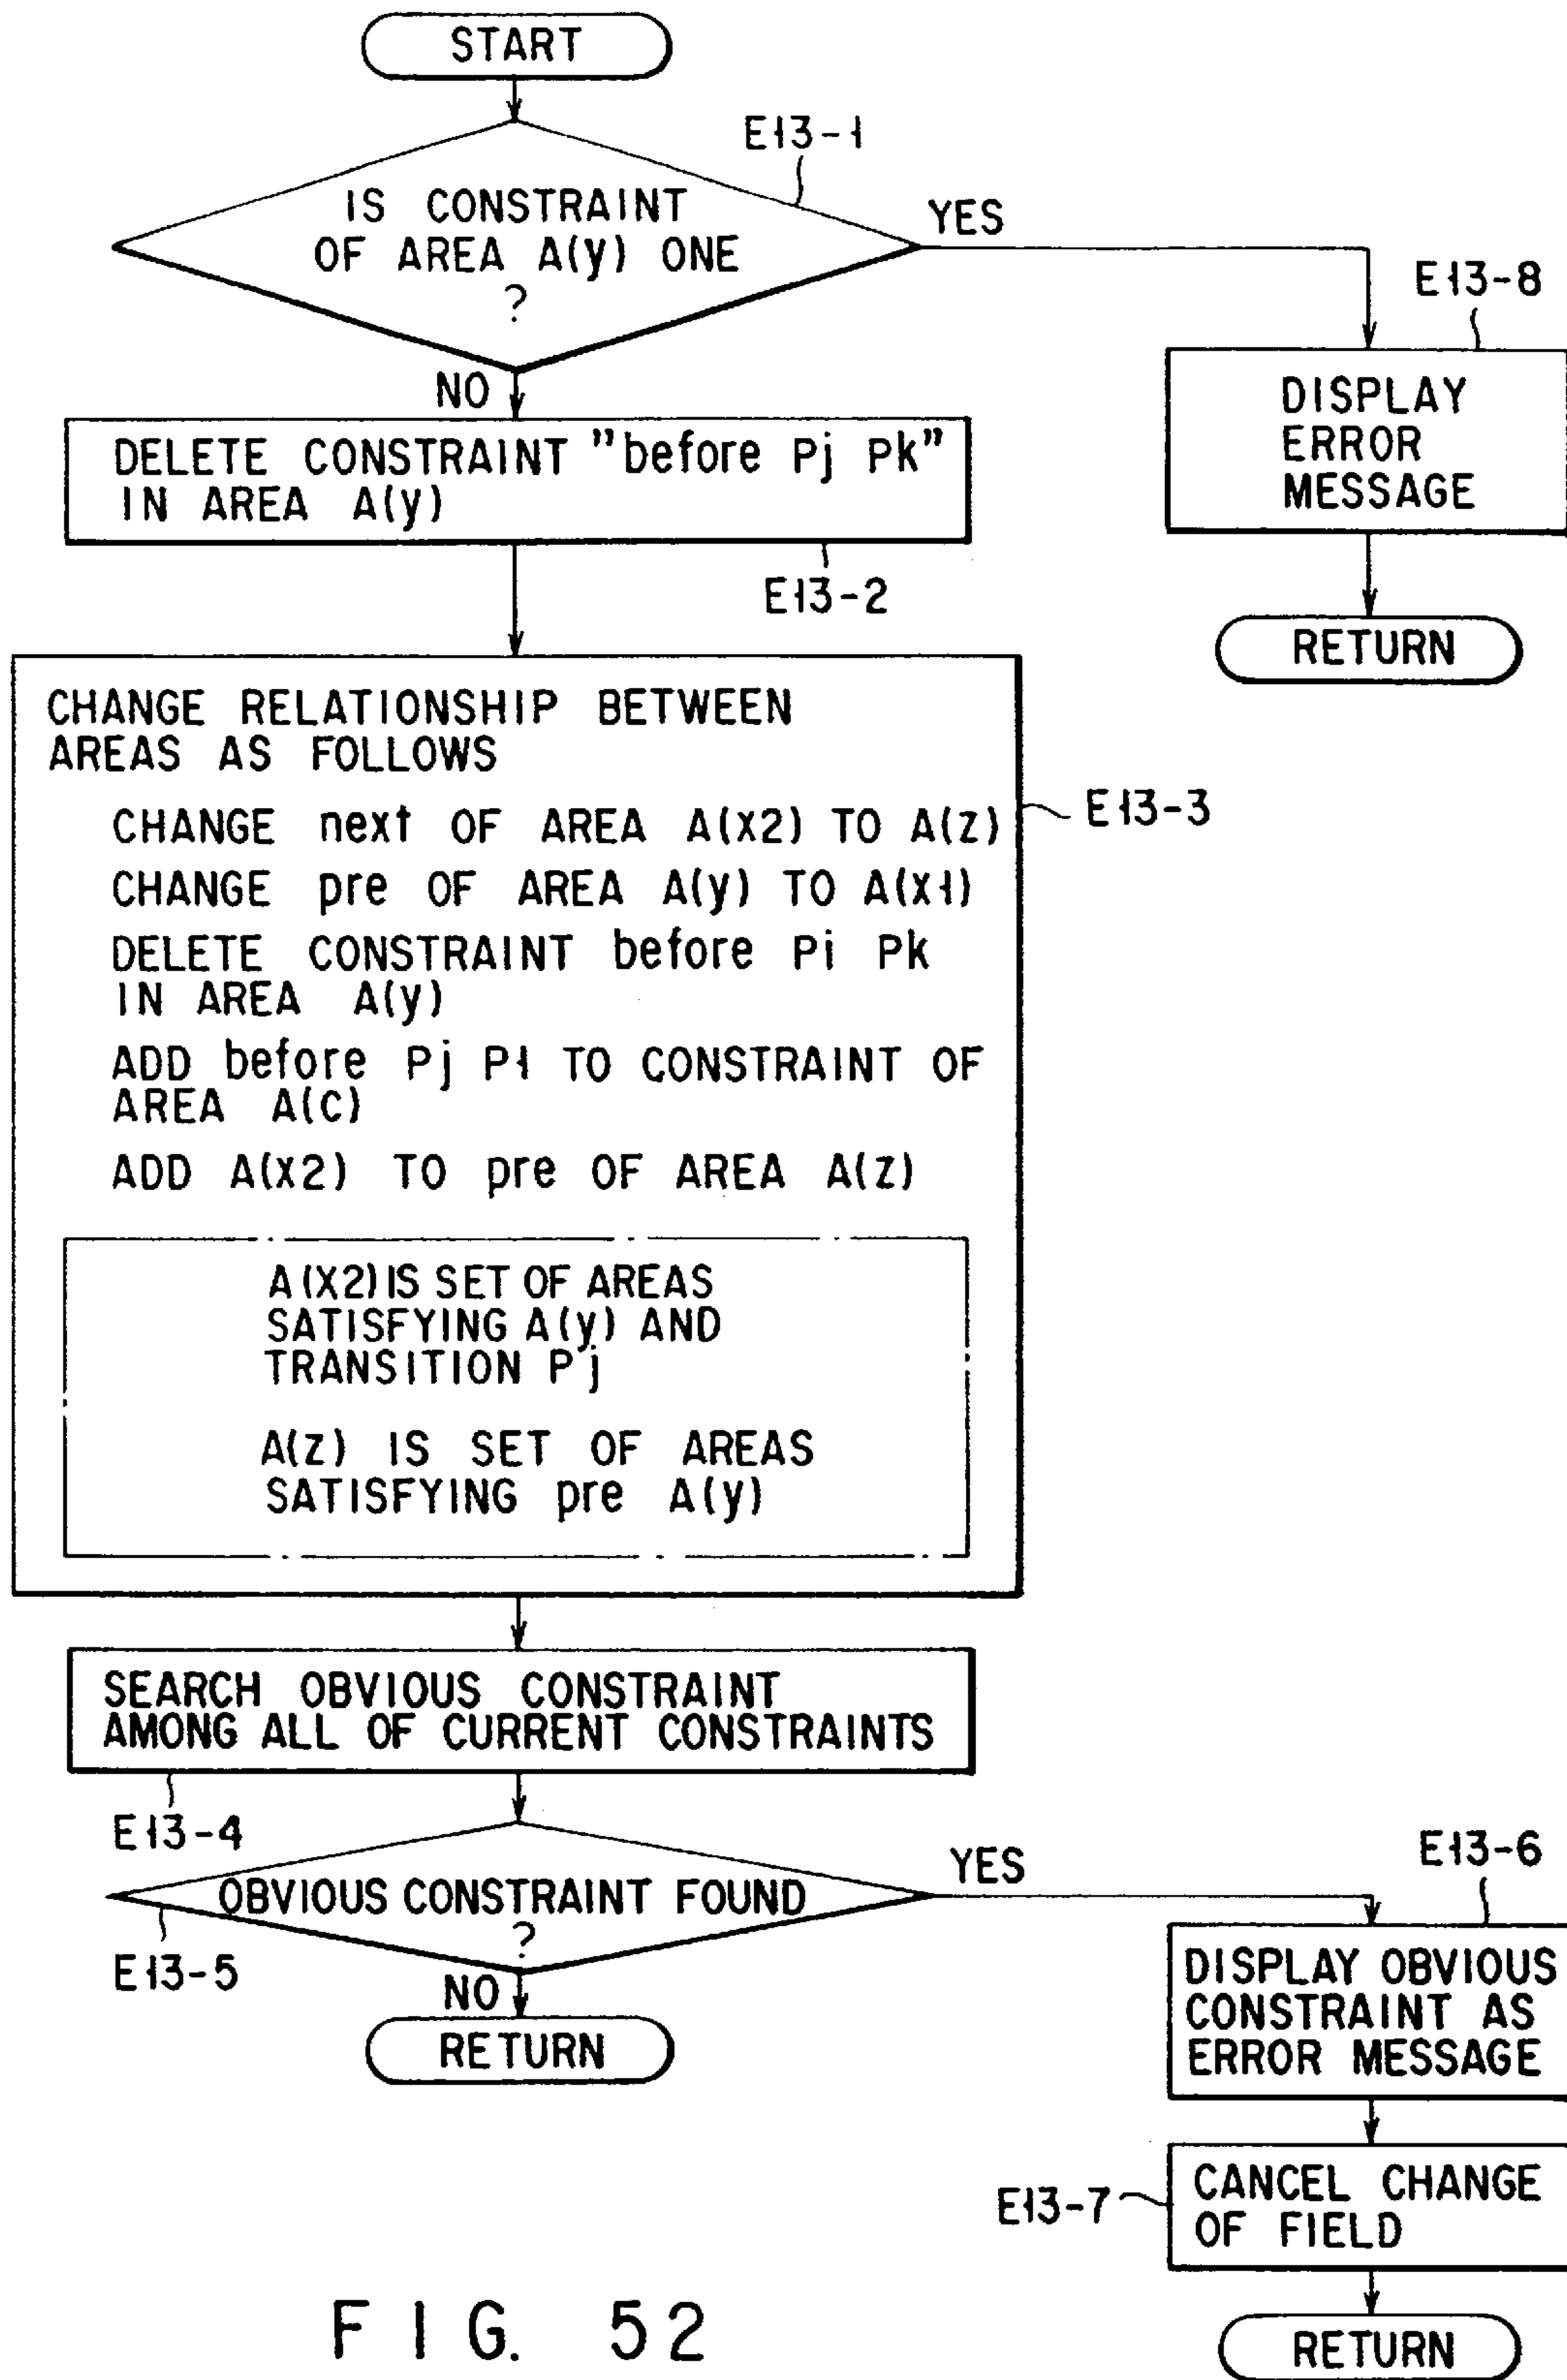 START
E13-1
IS CONSTRAINT
OF AREA A(y) ONE
?
YES
NO
E13-8
DISPLAY
ERROR
MESSAGE
RETURN
DELETE CONSTRAINT "before Pj Pk"
IN AREA A(y)
E13-2
CHANGE RELATIONSHIP BETWEEN
AREAS AS FOLLOWS
CHANGE next OF AREA A(x2) TO A(z)
CHANGE pre OF AREA A(y) TO A(x1)
DELETE CONSTRAINT before Pi Pk
IN AREA A(y)
ADD before Pj P1 TO CONSTRAINT OF
AREA A(c)
ADD A(x2) TO pre OF AREA A(z)
E13-3
A(x2) IS SET OF AREAS
SATISFYING A(y) AND
TRANSITION Pj
A(z) IS SET OF AREAS
SATISFYING pre A(y)
SEARCH OBVIOUS CONSTRAINT
AMONG ALL OF CURRENT CONSTRAINTS
E13-4
OBVIOUS CONSTRAINT FOUND
?
E13-5
YES
NO
RETURN
E13-6
DISPLAY OBVIOUS
CONSTRAINT AS
ERROR MESSAGE
E13-7
CANCEL CHANGE
OF FIELD
RETURN
FIG. 52